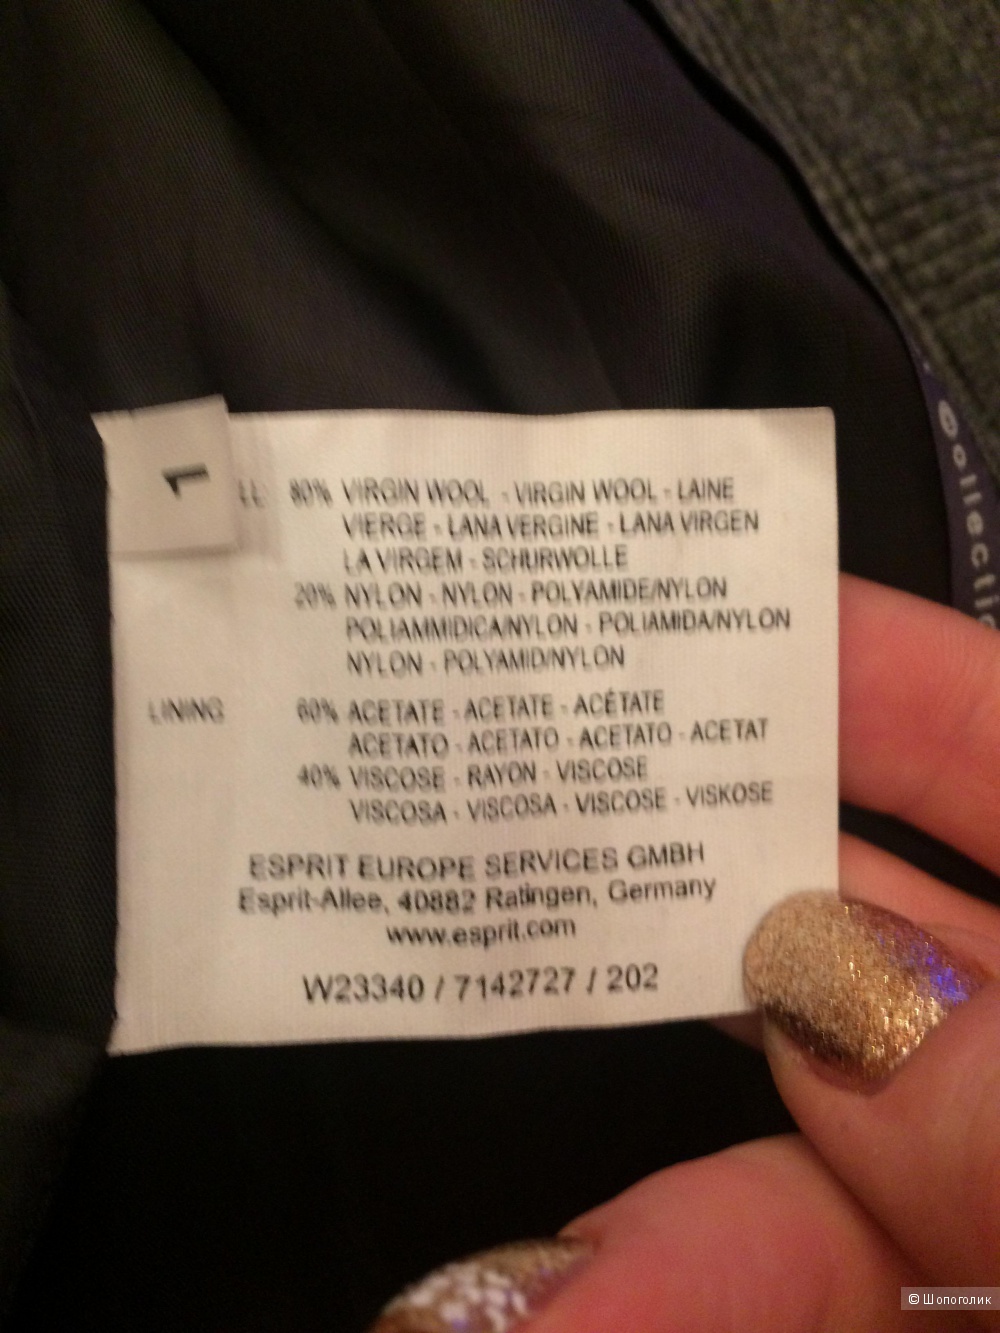 1
LL 80% VIRGIN WOOL - VIRGIN WOOL - LAINE
VIERGE - LANA VERGINE - LANA VIRGEN
LA VIRGEM - SCHURWOLLE
20% NYLON - NYLON - POLYAMIDE/NYLON
POLIAMMIDICA/NYLON - POLIAMIDA/NYLON
NYLON - POLYAMID/NYLON
LINING 60% ACETATE - ACETATE - ACÉTATE
ACETATO - ACETATO - ACETATO - ACETAT
40% VISCOSE - RAYON - VISCOSE
VISCOSA - VISCOSA - VISCOSE - VISKOSE
ESPRIT EUROPE SERVICES GMBH
Esprit-Allee, 40882 Ratingen, Germany
www.esprit.com
W23340 / 7142727 / 202
collectio
© Шопоголик